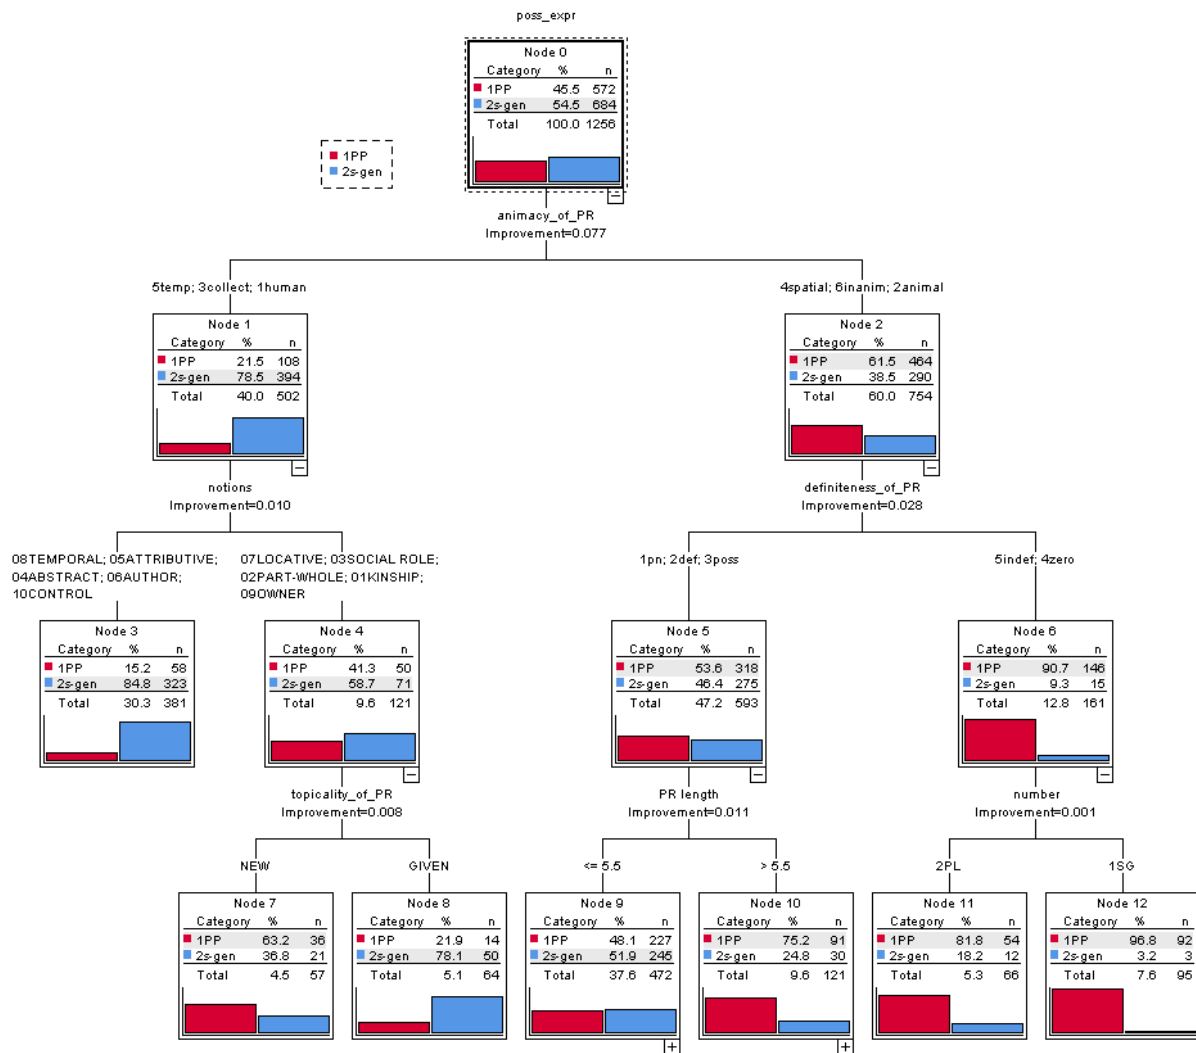 poss_expr
Node 0
Category % n
1PP 45.5 572
2s-gen 54.5 684
Total 100.0 1256
1PP
2s-gen
animacy_of_PR
Improvement=0.077
5temp; 3collect; 1human
4spatial; 6inanim; 2animal
Node 1
Category % n
1PP 21.5 108
2s-gen 78.5 394
Total 40.0 502
Node 2
Category % n
1PP 61.5 464
2s-gen 38.5 290
Total 60.0 754
notions
Improvement=0.010
definiteness_of_PR
Improvement=0.028
08TEMPORAL; 05ATTRIBUTIVE;
04ABSTRACT; 06AUTHOR;
10CONTROL
07LOCATIVE; 03SOCIAL ROLE;
02PART-WHOLE; 01KINSHIP;
09OWNER
1pn; 2def; 3poss
5indef; 4zero
Node 3
Category % n
1PP 15.2 58
2s-gen 84.8 323
Total 30.3 381
Node 4
Category % n
1PP 41.3 50
2s-gen 58.7 71
Total 9.6 121
Node 5
Category % n
1PP 53.6 318
2s-gen 46.4 275
Total 47.2 593
Node 6
Category % n
1PP 90.7 146
2s-gen 9.3 15
Total 12.8 161
topicality_of_PR
Improvement=0.008
PR length
Improvement=0.011
number
Improvement=0.001
NEW
GIVEN
<= 5.5
> 5.5
2PL
1SG
Node 7
Category % n
1PP 63.2 36
2s-gen 36.8 21
Total 4.5 57
Node 8
Category % n
1PP 21.9 14
2s-gen 78.1 50
Total 5.1 64
Node 9
Category % n
1PP 48.1 227
2s-gen 51.9 245
Total 37.6 472
Node 10
Category % n
1PP 75.2 91
2s-gen 24.8 30
Total 9.6 121
Node 11
Category % n
1PP 81.8 54
2s-gen 18.2 12
Total 5.3 66
Node 12
Category % n
1PP 96.8 92
2s-gen 3.2 3
Total 7.6 95